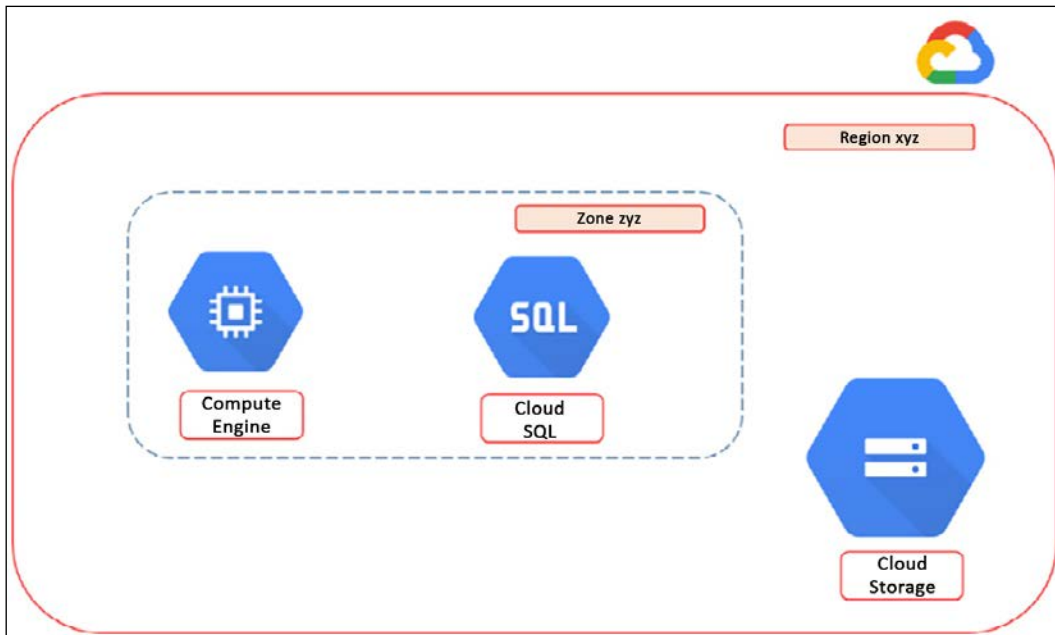 Region xyz
Zone zyz
SQL
Compute
Engine
Cloud
SQL
Cloud
Storage